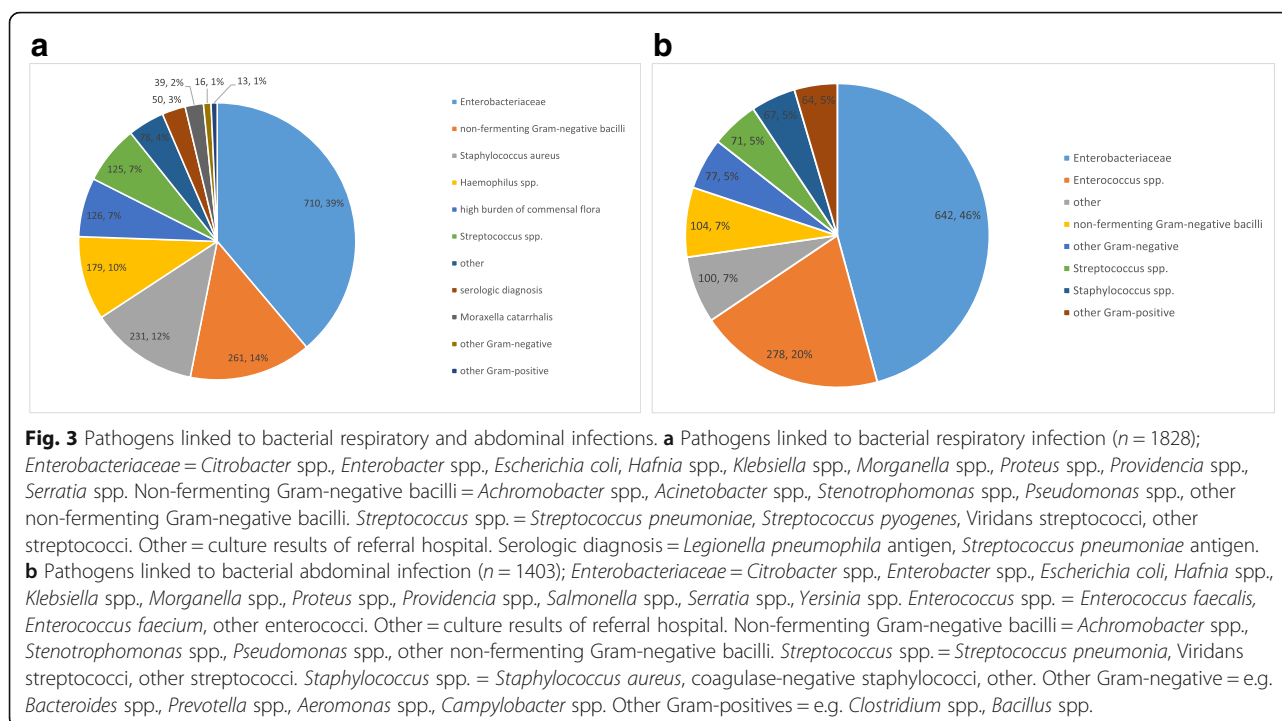 a
39, 2%
16, 1%
13, 1%
50, 3%
78, 4%
125, 7%
126, 7%
179, 10%
231, 12%
261, 14%
710, 39%
Enterobacteriaceae
non-fermenting Gram-negative bacilli
Staphylococcus aureus
Haemophilus spp.
high burden of commensal flora
Streptococcus spp.
other
serologic diagnosis
Moraxella catarrhalis
other Gram-negative
other Gram-positive
b
64, 5%
67, 5%
71, 5%
77, 5%
104, 7%
100, 7%
278, 20%
642, 46%
Enterobacteriaceae
Enterococcus spp.
other
non-fermenting Gram-negative bacilli
other Gram-negative
Streptococcus spp.
Staphylococcus spp.
other Gram-positive
Fig. 3 Pathogens linked to bacterial respiratory and abdominal infections. a Pathogens linked to bacterial respiratory infection (n = 1828);
Enterobacteriaceae = Citrobacter spp., Enterobacter spp., Escherichia coli, Hafnia spp., Klebsiella spp., Morganella spp., Proteus spp., Providencia spp.,
Serratia spp. Non-fermenting Gram-negative bacilli = Achromobacter spp., Acinetobacter spp., Stenotrophomonas spp., Pseudomonas spp., other
non-fermenting Gram-negative bacilli. Streptococcus spp. = Streptococcus pneumoniae, Streptococcus pyogenes, Viridans streptococci, other
streptococci. Other = culture results of referral hospital. Serologic diagnosis = Legionella pneumophila antigen, Streptococcus pneumoniae antigen.
b Pathogens linked to bacterial abdominal infection (n = 1403); Enterobacteriaceae = Citrobacter spp., Enterobacter spp., Escherichia coli, Hafnia spp.,
Klebsiella spp., Morganella spp., Proteus spp., Providencia spp., Salmonella spp., Serratia spp., Yersinia spp. Enterococcus spp. = Enterococcus faecalis,
Enterococcus faecium, other enterococci. Other = culture results of referral hospital. Non-fermenting Gram-negative bacilli = Achromobacter spp.,
Stenotrophomonas spp., Pseudomonas spp., other non-fermenting Gram-negative bacilli. Streptococcus spp. = Streptococcus pneumonia, Viridans
streptococci, other streptococci. Staphylococcus spp. = Staphylococcus aureus, coagulase-negative staphylococci, other. Other Gram-negative = e.g.
Bacteroides spp., Prevotella spp., Aeromonas spp., Campylobacter spp. Other Gram-positives = e.g. Clostridium spp., Bacillus spp.